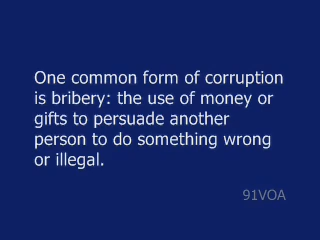 One common form of corruption
is bribery: the use of money or
gifts to persuade another
person to do something wrong
or illegal.
91VOA